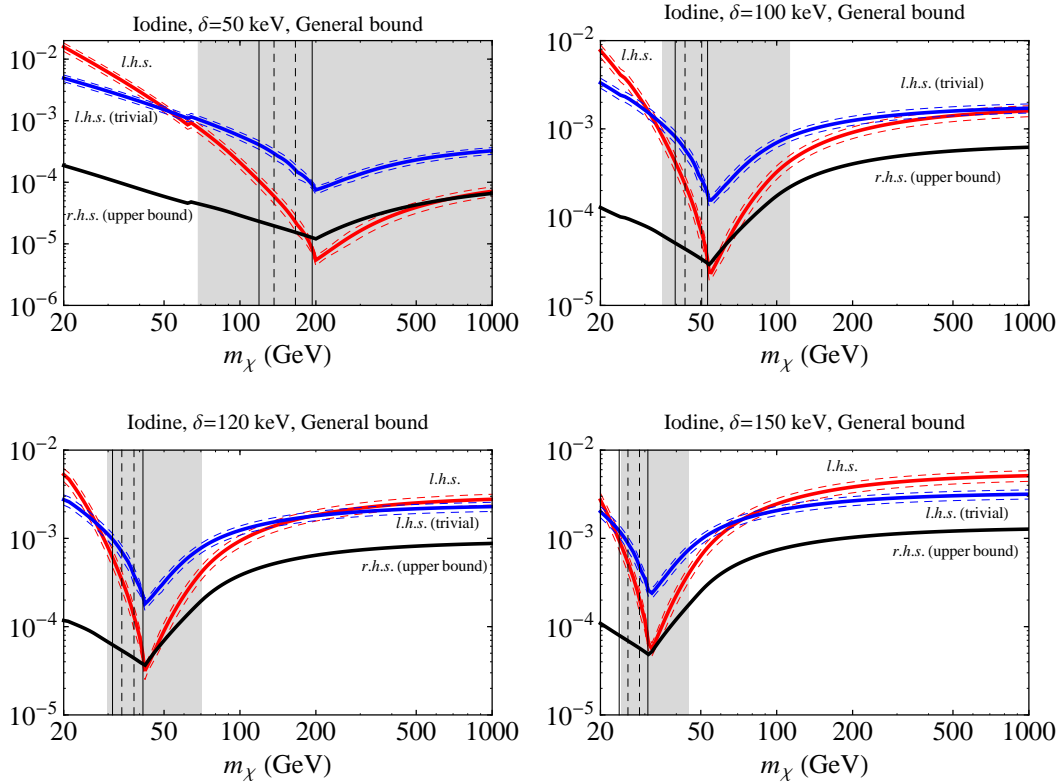 Iodine, δ=50 keV, General bound
10⁻²
10⁻³
10⁻⁴
10⁻⁵
10⁻⁶
l.h.s.
l.h.s. (trivial)
r.h.s. (upper bound)
20 50 100 200 500 1000
m_χ (GeV)
Iodine, δ=100 keV, General bound
10⁻²
10⁻³
10⁻⁴
10⁻⁵
l.h.s.
l.h.s. (trivial)
r.h.s. (upper bound)
20 50 100 200 500 1000
m_χ (GeV)
Iodine, δ=120 keV, General bound
10⁻²
10⁻³
10⁻⁴
10⁻⁵
l.h.s.
l.h.s. (trivial)
r.h.s. (upper bound)
20 50 100 200 500 1000
m_χ (GeV)
Iodine, δ=150 keV, General bound
10⁻²
10⁻³
10⁻⁴
10⁻⁵
l.h.s.
l.h.s. (trivial)
r.h.s. (upper bound)
20 50 100 200 500 1000
m_χ (GeV)